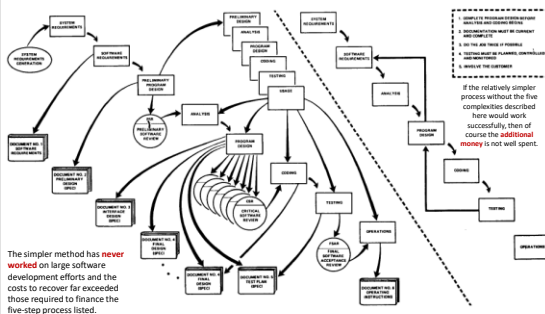 SYSTEM
REQUIREMENTS
SYSTEM
REQUIREMENTS
GENERATION
SOFTWARE
REQUIREMENTS
PRELIMINARY
PROGRAM
DESIGN
PRELIMINARY
SOFTWARE
REVIEW
PRELIMINARY
DESIGN
ANALYSIS
PROGRAM
DESIGN
CODING
TESTING
USAGE
ANALYSIS
PROGRAM
DESIGN
CODING
TESTING
OPERATIONS
CRITICAL
SOFTWARE
REVIEW
FSAR
FINAL
SOFTWARE
ACCEPTANCE
REVIEW
DOCUMENT NO. 1
SOFTWARE
REQUIREMENTS
DOCUMENT NO. 2
PRELIMINARY
DESIGN
(SPEC)
DOCUMENT NO. 3
INTERFACE
DESIGN
(SPEC)
DOCUMENT NO. 4
FINAL
DESIGN
(SPEC)
DOCUMENT NO. 4
FINAL
DESIGN
(SPEC)
DOCUMENT NO. 5
TEST PLAN
(SPEC)
DOCUMENT NO. 6
OPERATING
INSTRUCTIONS
The simpler method has never
worked on large software
development efforts and the
costs to recover far exceeded
those required to finance the
five-step process listed.
SYSTEM
REQUIREMENTS
SOFTWARE
REQUIREMENTS
ANALYSIS
PROGRAM
DESIGN
CODING
TESTING
OPERATIONS
1. COMPLETE PROGRAM DESIGN BEFORE
ANALYSIS AND CODING BEGINS
2. DOCUMENTATION MUST BE CURRENT
AND COMPLETE
3. DO THE JOB TWICE IF POSSIBLE
4. TESTING MUST BE PLANNED, CONTROLLED
AND MONITORED
5. INVOLVE THE CUSTOMER
If the relatively simpler
process without the five
complexities described
here would work
successfully, then of
course the additional
money is not well spent.